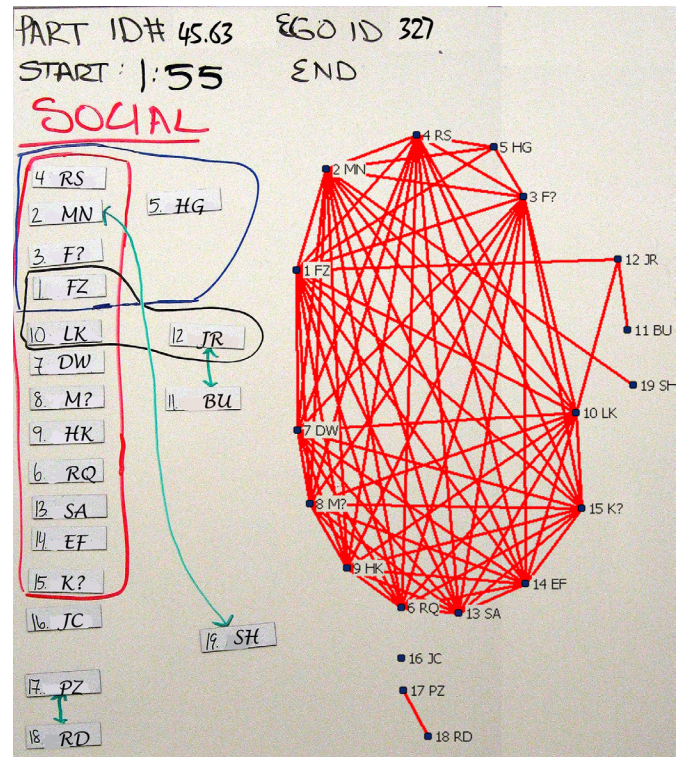 PART ID# 45.63 EGO ID 327
START: 1:55 END
SOCIAL
4 RS
2 MN
5. HG
3. F?
1. FZ
10. LK
12 JR
7. DW
11. BU
8. M?
9. HK
6. RQ
13. SA
14. EF
15. K?
16. JC
19. SH
17. PZ
18. RD
4 RS
5 HG
2 MN
3 F?
12 JR
1 FZ
11 BU
19 SH
10 LK
7 DW
8 M?
15 K?
9 HK
14 EF
6 RQ
13 SA
16 JC
17 PZ
18 RD